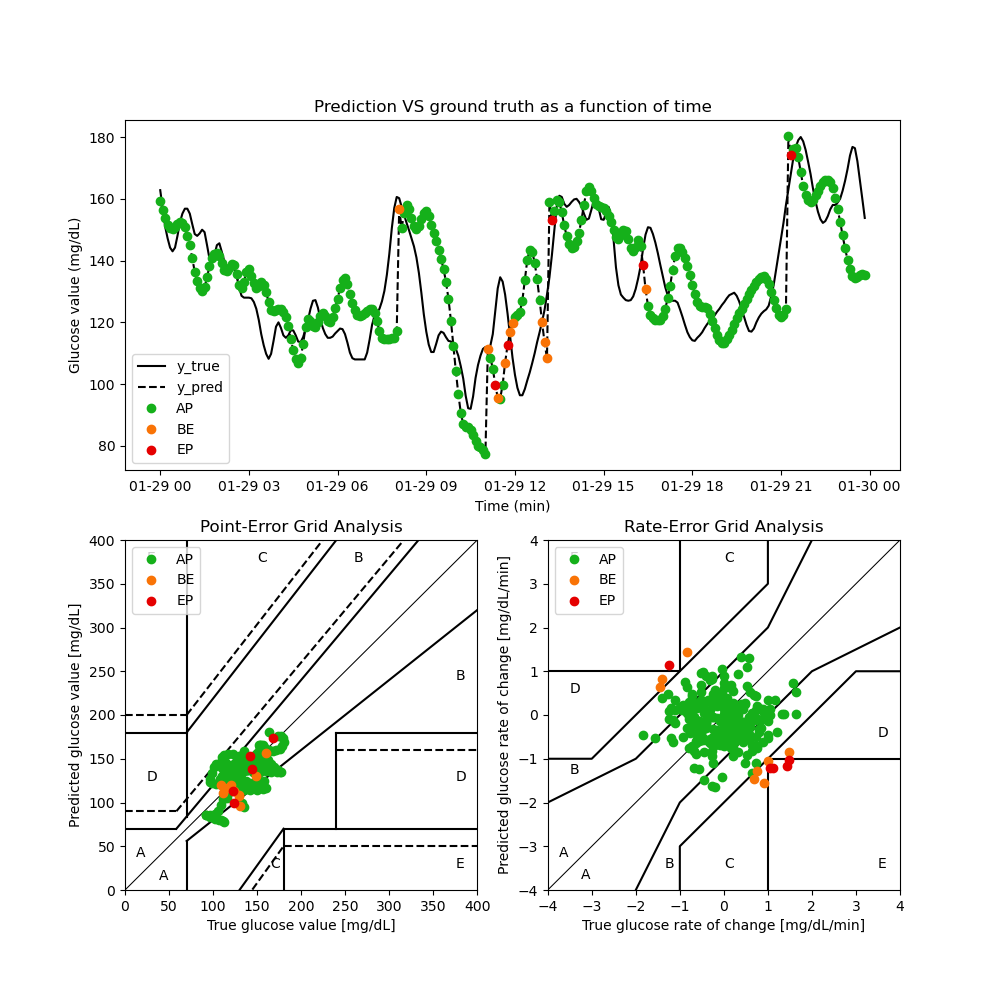 Prediction VS ground truth as a function of time
Glucose value (mg/dL)
180
160
140
120
100
80
y_true
y_pred
AP
BE
EP
01-29 00 01-29 03 01-29 06 01-29 09 01-29 12 01-29 15 01-29 18 01-29 21 01-30 00
Time (min)
Point-Error Grid Analysis
Predicted glucose value [mg/dL]
400
350
300
250
200
150
100
50
0
AP
BE
EP
C
B
B
D
D
A
A
C
E
0 50 100 150 200 250 300 350 400
True glucose value [mg/dL]
Rate-Error Grid Analysis
Predicted glucose rate of change [mg/dL/min]
4
3
2
1
0
−1
−2
−3
−4
AP
BE
EP
C
D
D
B
A
A
B
C
E
−4 −3 −2 −1 0 1 2 3 4
True glucose rate of change [mg/dL/min]